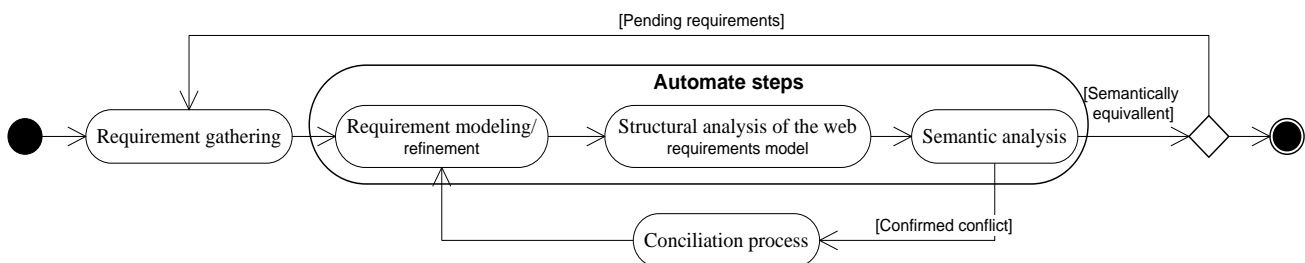 [Pending requirements]
Automate steps
[Semantically
equivallent]
Requirement gathering
Requirement modeling/
refinement
Structural analysis of the web
requirements model
Semantic analysis
[Confirmed conflict]
Conciliation process